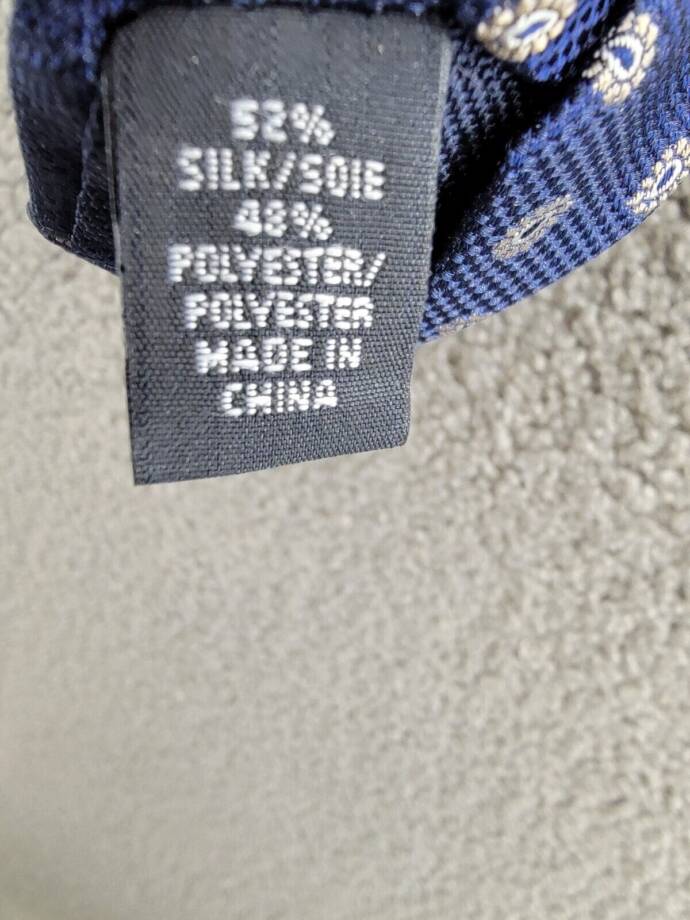 52%
SILK/SOIE
48%
POLYESTER/
POLYESTER
MADE IN
CHINA